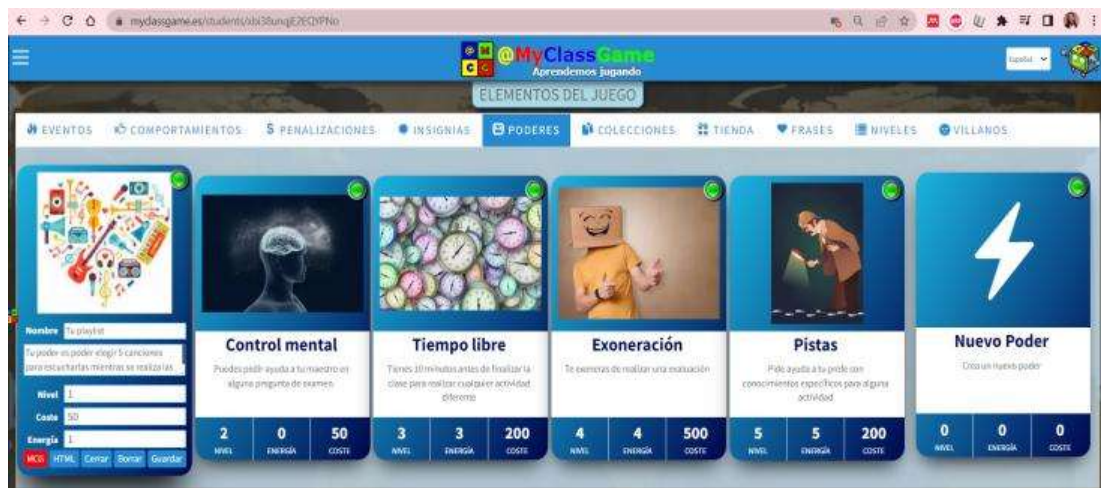 myclassgame.es/students/
@MyClassGame
Aprendemos jugando
Español
ELEMENTOS DEL JUEGO
EVENTOS COMPORTAMIENTOS PENALIZACIONES INSIGNIAS PODERES COLECCIONES TIENDA FRASES NIVELES VILLANOS
Nombre Tu playlist
Tu poder es poder elegir 5 canciones
para escucharlas mientras se realiza las
Nivel 1
Coste 50
Energía 1
MCG HTML Cerrar Borrar Guardar
Control mental
Puedes pedir ayuda a tu maestro en
alguna pregunta de examen
2 0 50
NIVEL ENERGÍA COSTE
Tiempo libre
Tienes 10 minutos antes de finalizar la
clase para realizar cualquier actividad
diferente
3 3 200
NIVEL ENERGÍA COSTE
Exoneración
Te exoneras de realizar una evaluación
4 4 500
NIVEL ENERGÍA COSTE
Pistas
Pide ayuda a tu pride con
conocimientos específicos para alguna
actividad
5 5 200
NIVEL ENERGÍA COSTE
Nuevo Poder
Crea un nuevo poder
0 0 0
NIVEL ENERGÍA COSTE